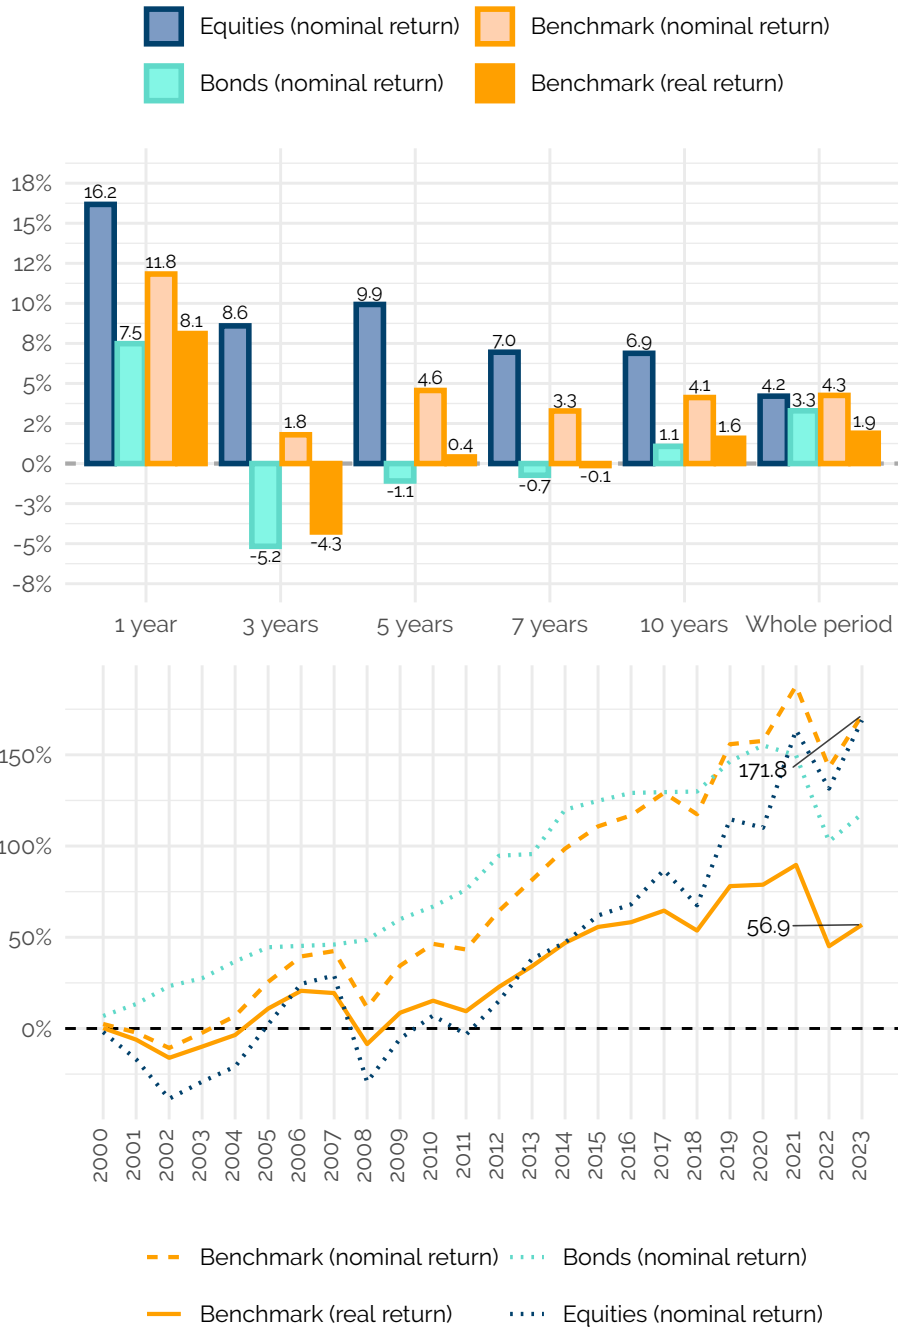 Equities (nominal return) Benchmark (nominal return)
Bonds (nominal return) Benchmark (real return)
18%
15%
12%
10%
8%
5%
2%
0%
-3%
-5%
-8%
16.2 7.5 11.8 8.1
8.6 -5.2 1.8 -4.3
9.9 -1.1 4.6 0.4
7.0 -0.7 3.3 -0.1
6.9 1.1 4.1 1.6
4.2 3.3 4.3 1.9
1 year 3 years 5 years 7 years 10 years Whole period
150%
100%
50%
0%
171.8
56.9
2000 2001 2002 2003 2004 2005 2006 2007 2008 2009 2010 2011 2012 2013 2014 2015 2016 2017 2018 2019 2020 2021 2022 2023
Benchmark (nominal return) Bonds (nominal return)
Benchmark (real return) Equities (nominal return)